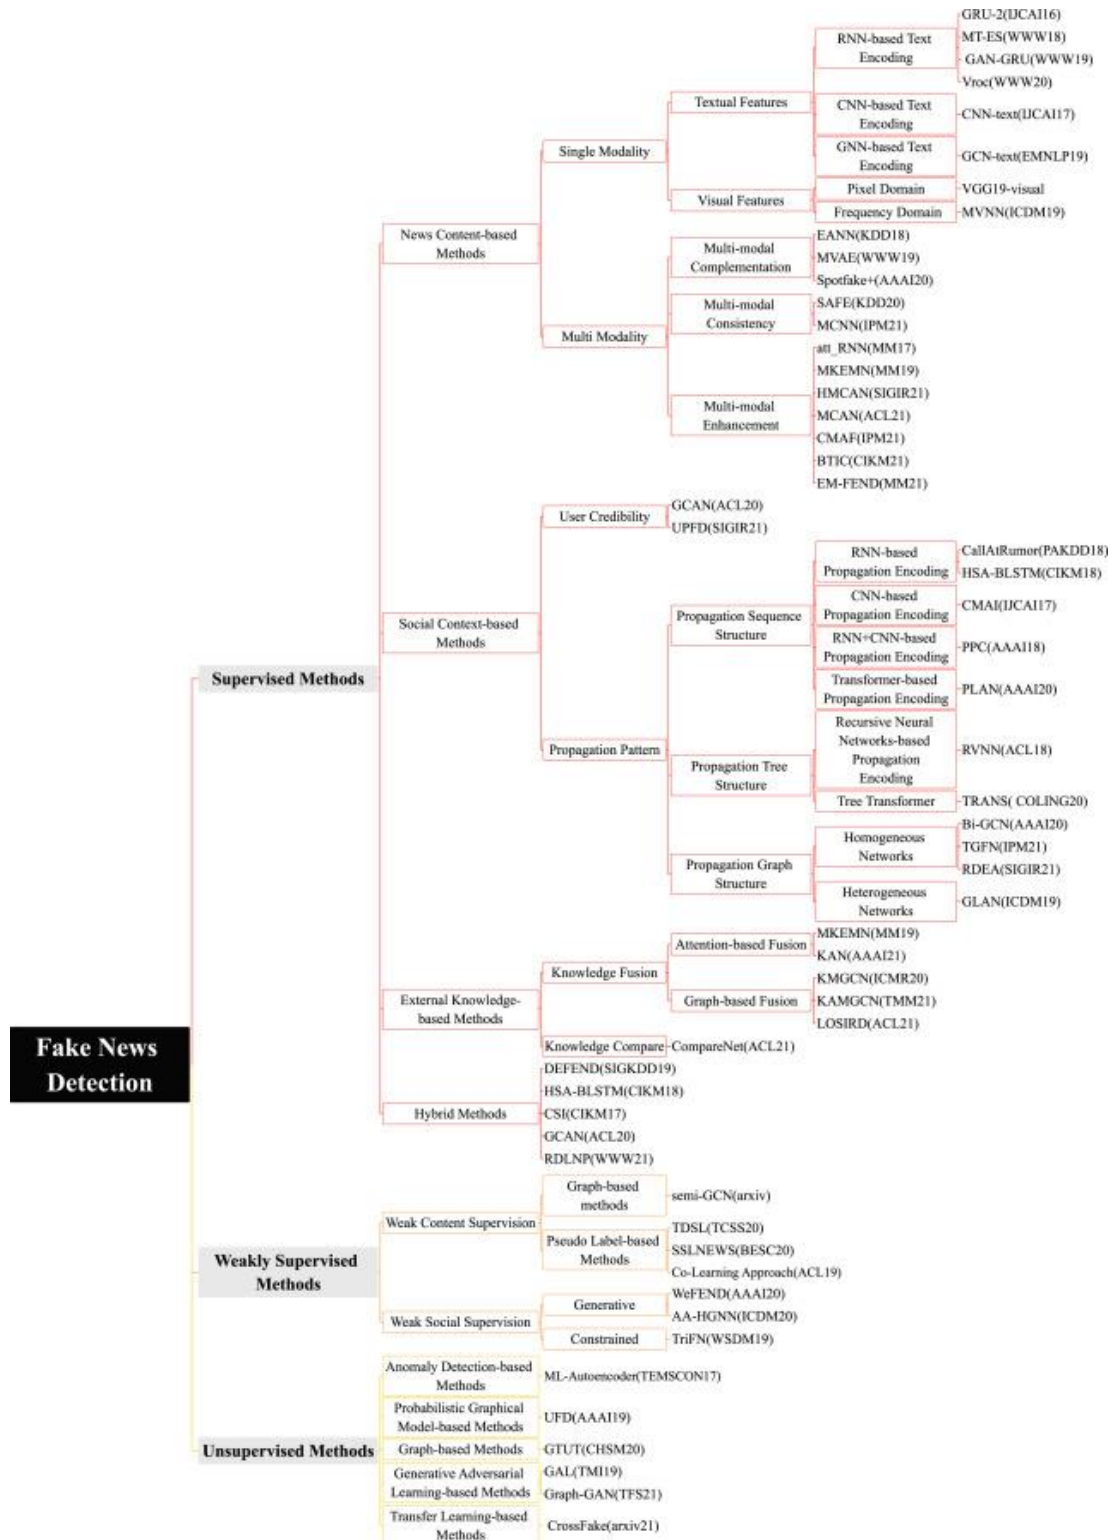 GRU-2(IJCAI16)
RNN-based Text
Encoding
MT-ES(WWW18)
GAN-GRU(WWW19)
Vroc(WWW20)
Textual Features
CNN-based Text
Encoding
CNN-text(IJCAI17)
Single Modality
GNN-based Text
Encoding
GCN-text(EMNLP19)
Visual Features
Pixel Domain
VGG19-visual
Frequency Domain
MVNN(ICDM19)
News Content-based
Methods
Multi-modal
Complementation
EANN(KDD18)
MVAE(WWW19)
Spotfake+(AAAI20)
Multi Modality
Multi-modal
Consistency
SAFE(KDD20)
MCNN(IPM21)
Multi-modal
Enhancement
att_RNN(MM17)
MKEMN(MM19)
HMCAN(SIGIR21)
MCAN(ACL21)
CMAF(IPM21)
BTIC(CIKM21)
EM-FEND(MM21)
User Credibility
GCAN(ACL20)
UPFD(SIGIR21)
Social Context-based
Methods
Propagation Sequence
Structure
RNN-based
Propagation Encoding
CallAtRumor(PAKDD18)
HSA-BLSTM(CIKM18)
CNN-based
Propagation Encoding
CMAI(IJCAI17)
RNN+CNN-based
Propagation Encoding
PPC(AAAI18)
Transformer-based
Propagation Encoding
PLAN(AAAI20)
Supervised Methods
Propagation Pattern
Propagation Tree
Structure
Recursive Neural
Networks-based
Propagation
Encoding
RVNN(ACL18)
Tree Transformer
TRANS( COLING20)
Propagation Graph
Structure
Homogeneous
Networks
Bi-GCN(AAAI20)
TGFN(IPM21)
RDEA(SIGIR21)
Heterogeneous
Networks
GLAN(ICDM19)
External Knowledge-
based Methods
Knowledge Fusion
Attention-based Fusion
MKEMN(MM19)
KAN(AAAI21)
Graph-based Fusion
KMGCN(ICMR20)
KAMGCN(TMM21)
LOSIRD(ACL21)
Knowledge Compare
CompareNet(ACL21)
Fake News
Detection
Hybrid Methods
DEFEND(SIGKDD19)
HSA-BLSTM(CIKM18)
CSI(CIKM17)
GCAN(ACL20)
RDLNP(WWW21)
Weakly Supervised
Methods
Weak Content Supervision
Graph-based
methods
semi-GCN(arxiv)
Pseudo Label-based
Methods
TDSL(TCSS20)
SSLNEWS(BESC20)
Co-Learning Approach(ACL19)
Weak Social Supervision
Generative
WeFEND(AAAI20)
AA-HGNN(ICDM20)
Constrained
TriFN(WSDM19)
Unsupervised Methods
Anomaly Detection-based
Methods
ML-Autoencoder(TEMSCON17)
Probabilistic Graphical
Model-based Methods
UFD(AAAI19)
Graph-based Methods
GTUT(CHSM20)
Generative Adversarial
Learning-based Methods
GAL(TMI19)
Graph-GAN(TFS21)
Transfer Learning-based
Methods
CrossFake(arxiv21)